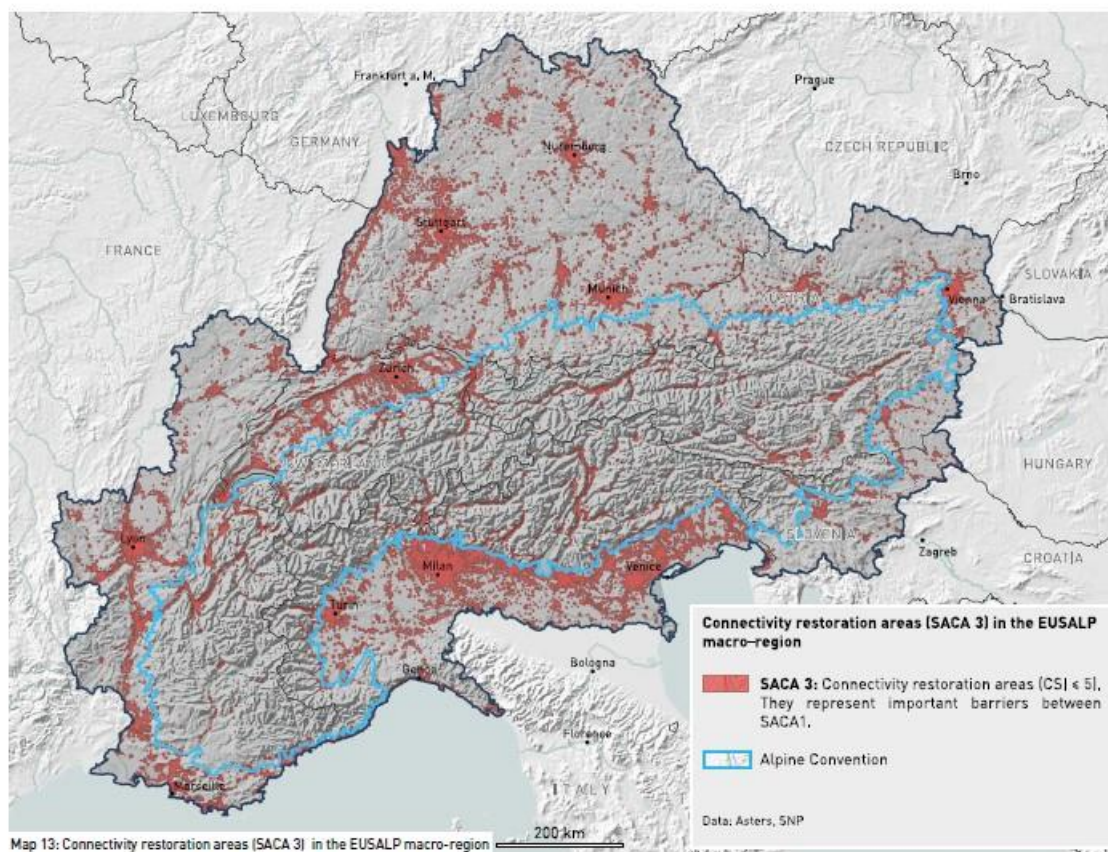 Frankfurt a. M.
Prague
LUXEMBOURG
GERMANY
CZECH REPUBLIC
Nuremberg
Brno
Stuttgart
FRANCE
SLOVAKIA
Munich
AUSTRIA
Vienna
Bratislava
Zürich
SWITZERLAND
HUNGARY
Lyon
SLOVENIA
Zagreb
Milan
Venice
CROATIA
Turin
Genoa
Bologna
Florence
ITALY
Marseille
Connectivity restoration areas (SACA 3) in the EUSALP
macro-region
SACA 3: Connectivity restoration areas (CSI ≤ 5).
They represent important barriers between
SACA1.
Alpine Convention
Data: Asters, SNP
200 km
Map 13: Connectivity restoration areas (SACA 3) in the EUSALP macro-region